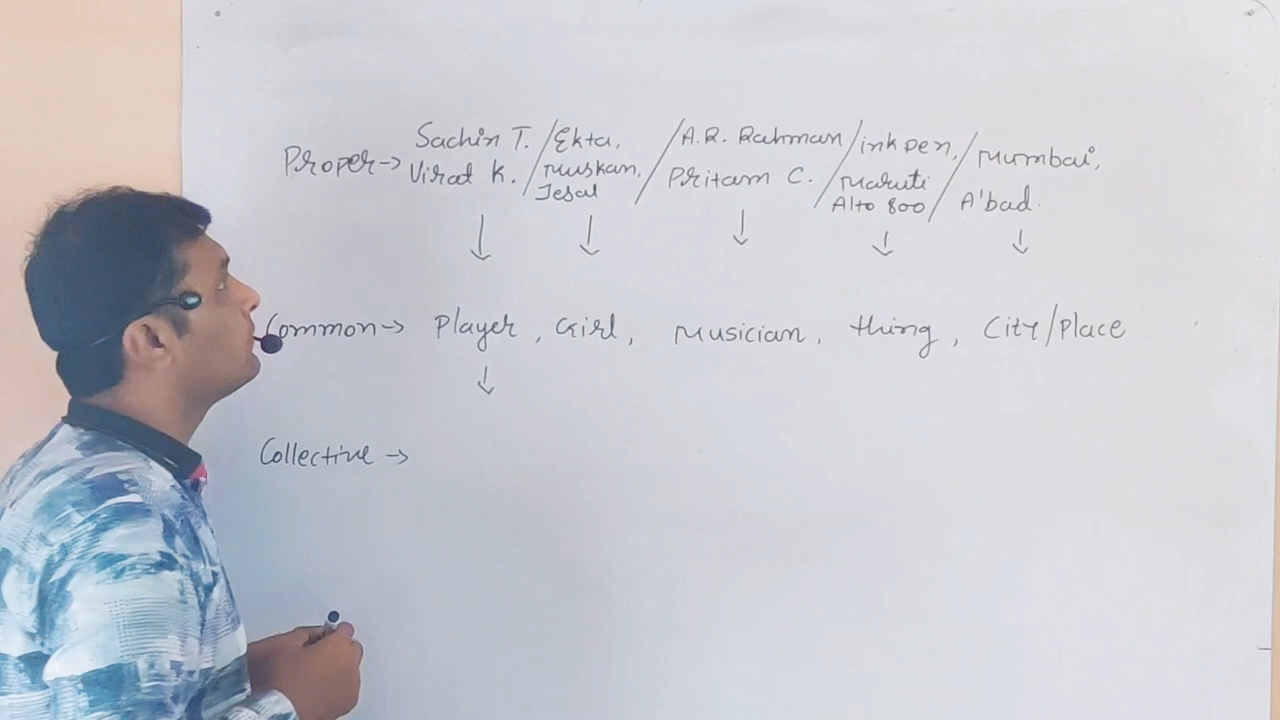 Proper → Sachin T. / Ekta, / A.R. Rahman / ink pen, / Mumbai,
Virat K. / Muskan, / Pritam C. / Maruti / A'bad.
Jesal Alto 800
↓ ↓ ↓ ↓ ↓
Common → Player, Girl, Musician, thing, City/Place
↓
Collective →